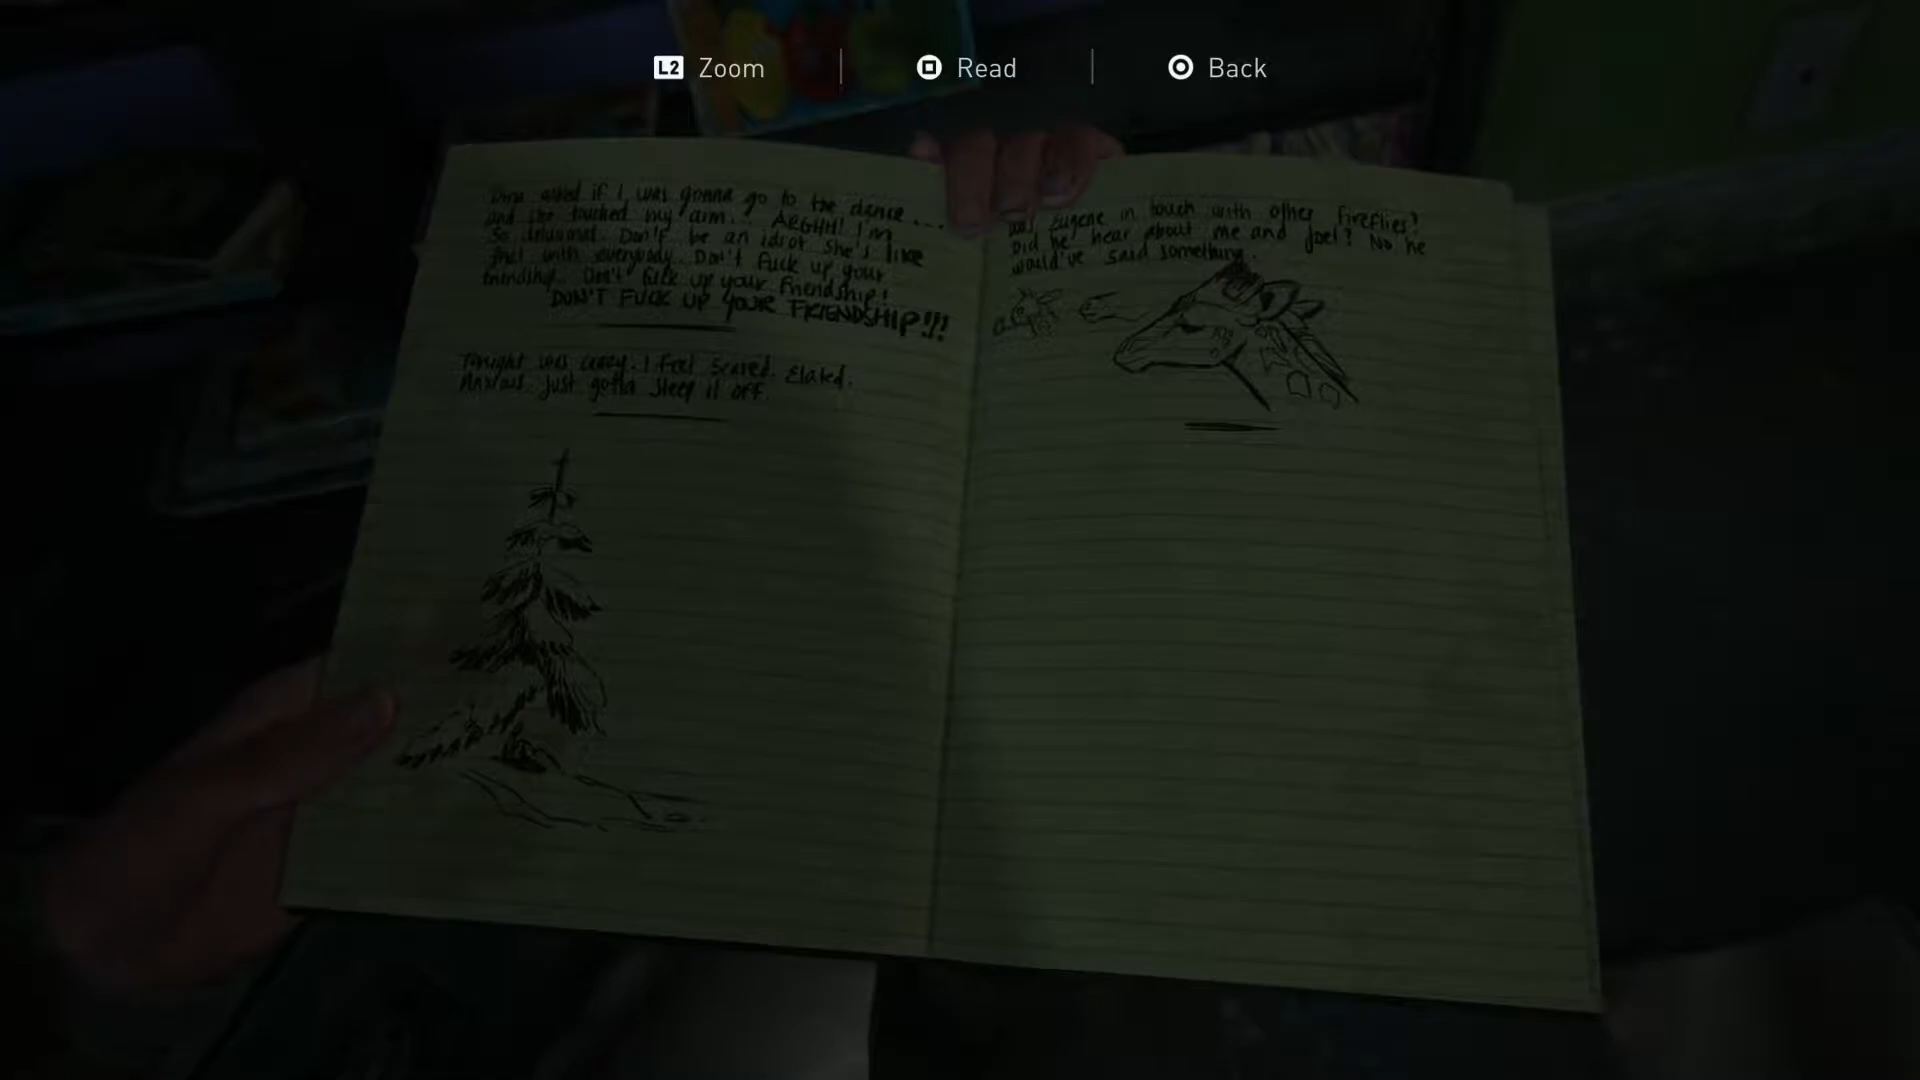 L2 Zoom
Read
Back
Dina asked if I was gonna go to the dance....
and she touched my arm. ARGHH! I'm
so delusional. Don't be an idiot. She's like
that with everybody. Don't fuck up your
friendship. Don't fuck up your friendship!
DON'T FUCK UP YOUR FRIENDSHIP!!!
Tonight was crazy. I feel scared. Elated.
Anxious. Just gotta sleep it off.
Was Eugene in touch with other Fireflies?
Did he hear about me and Joel? No he
would've said something.